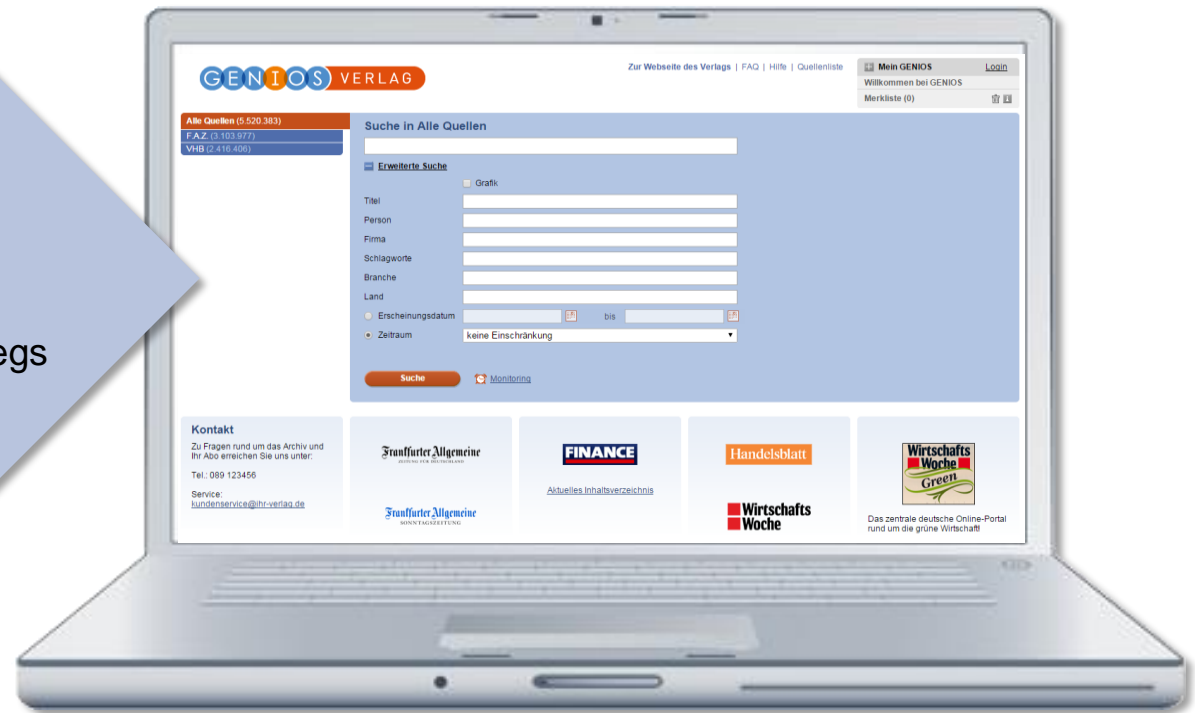 egs
GENIOS VERLAG
Zur Webseite des Verlags | FAQ | Hilfe | Quellenliste
Mein GENIOS Login
Willkommen bei GENIOS
Merkliste (0)
Alle Quellen (5.520.383)
F.A.Z. (3.103.977)
VHB (2.416.406)
Suche in Alle Quellen
Erweiterte Suche
Grafik
Titel
Person
Firma
Schlagworte
Branche
Land
Erscheinungsdatum bis
Zeitraum keine Einschränkung
Suche Monitoring
Kontakt
Zu Fragen rund um das Archiv und
Ihr Abo erreichen Sie uns unter:
Tel.: 089 123456
Service:
kundenservice@ihr-verlag.de
Frankfurter Allgemeine
ZEITUNG FÜR DEUTSCHLAND
Frankfurter Allgemeine
SONNTAGSZEITUNG
FINANCE
Aktuelles Inhaltsverzeichnis
Handelsblatt
Wirtschafts
Woche
Wirtschafts
Woche
Green
Das zentrale deutsche Online-Portal
rund um die grüne Wirtschaft!